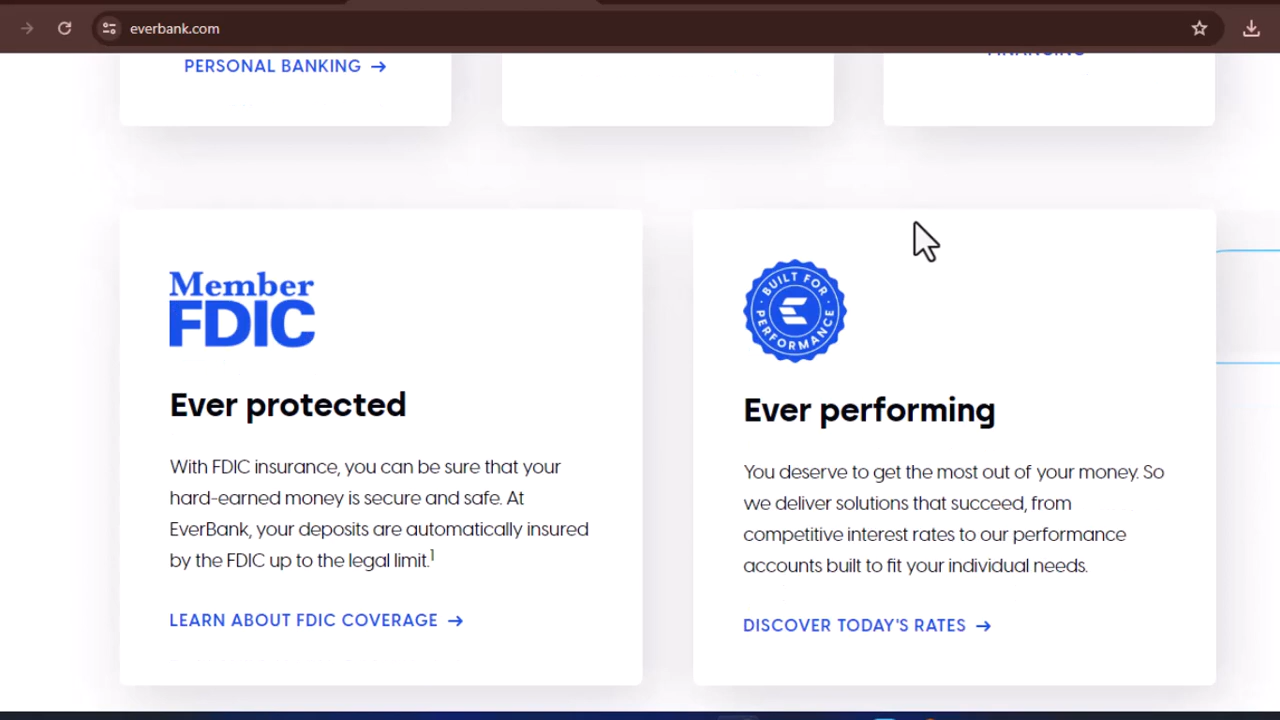 everbank.com
PERSONAL BANKING →
FINANCING
Member
FDIC
Ever protected
With FDIC insurance, you can be sure that your
hard-earned money is secure and safe. At
EverBank, your deposits are automatically insured
by the FDIC up to the legal limit.1
LEARN ABOUT FDIC COVERAGE →
BUILT FOR
PERFORMANCE
Ever performing
You deserve to get the most out of your money. So
we deliver solutions that succeed, from
competitive interest rates to our performance
accounts built to fit your individual needs.
DISCOVER TODAY'S RATES →